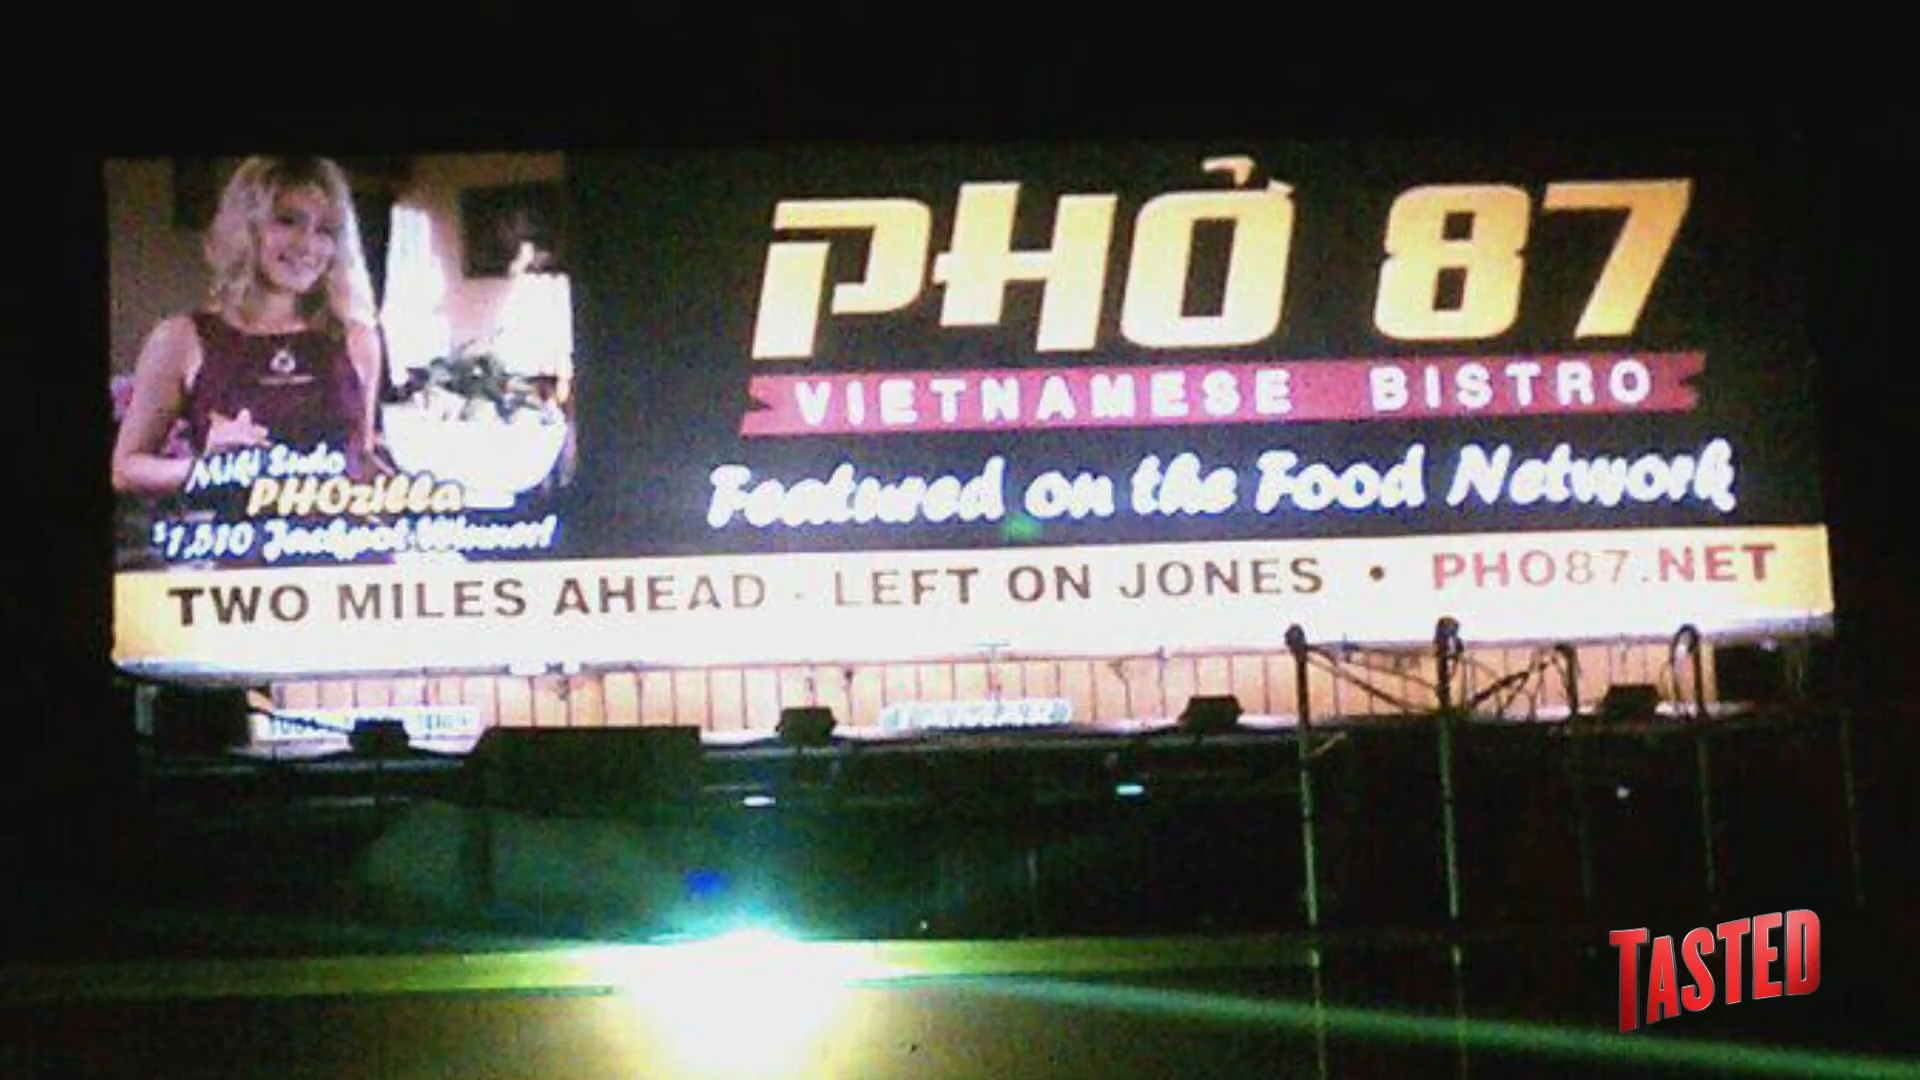 PHỞ 87
VIETNAMESE BISTRO
Featured on the Food Network
Miki Sudo
PHOzilla
$1,510 Jackpot Winner!
TWO MILES AHEAD - LEFT ON JONES • PHO87.NET
TASTED